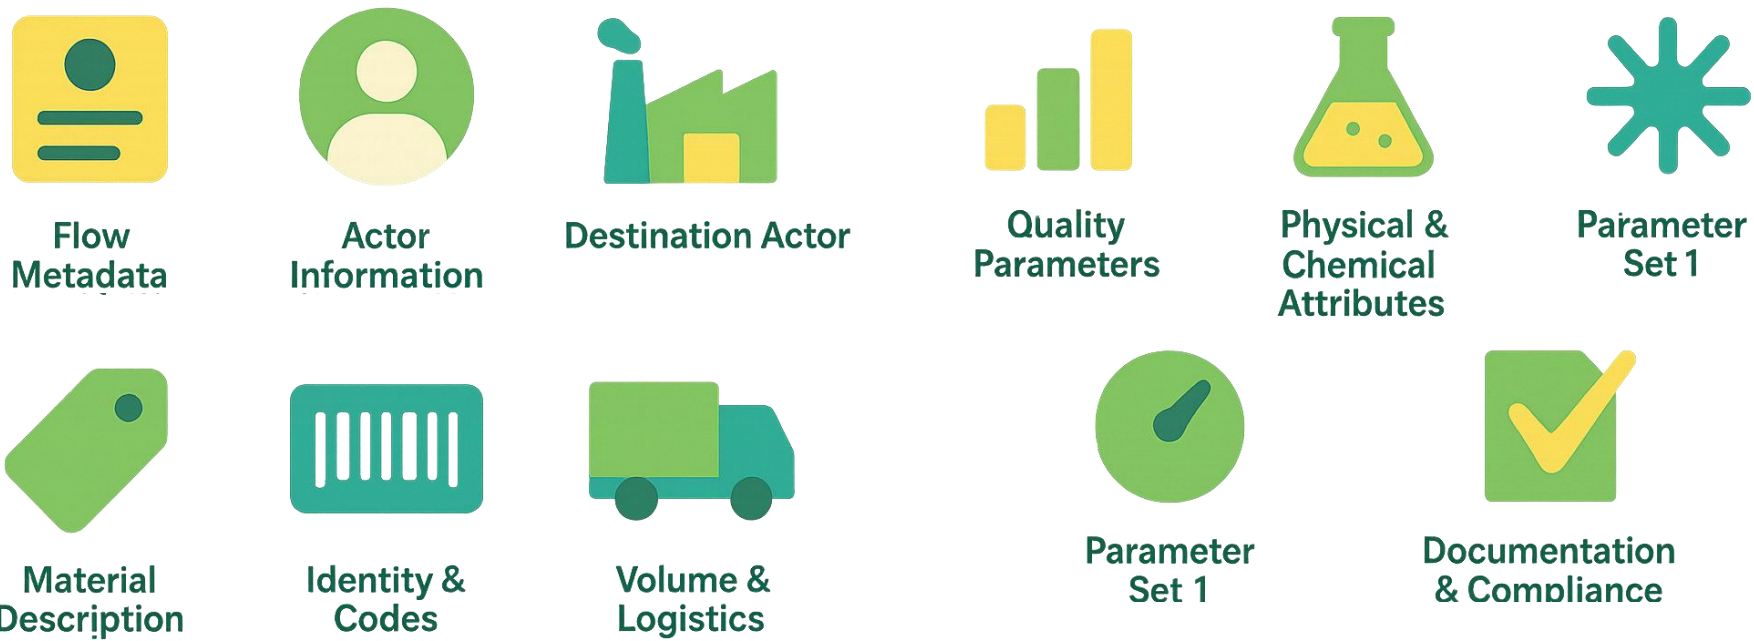 Flow
Metadata
Actor
Information
Destination Actor
Quality
Parameters
Physical &
Chemical
Attributes
Parameter
Set 1
Material
Description
Identity &
Codes
Volume &
Logistics
Parameter
Set 1
Documentation
& Compliance